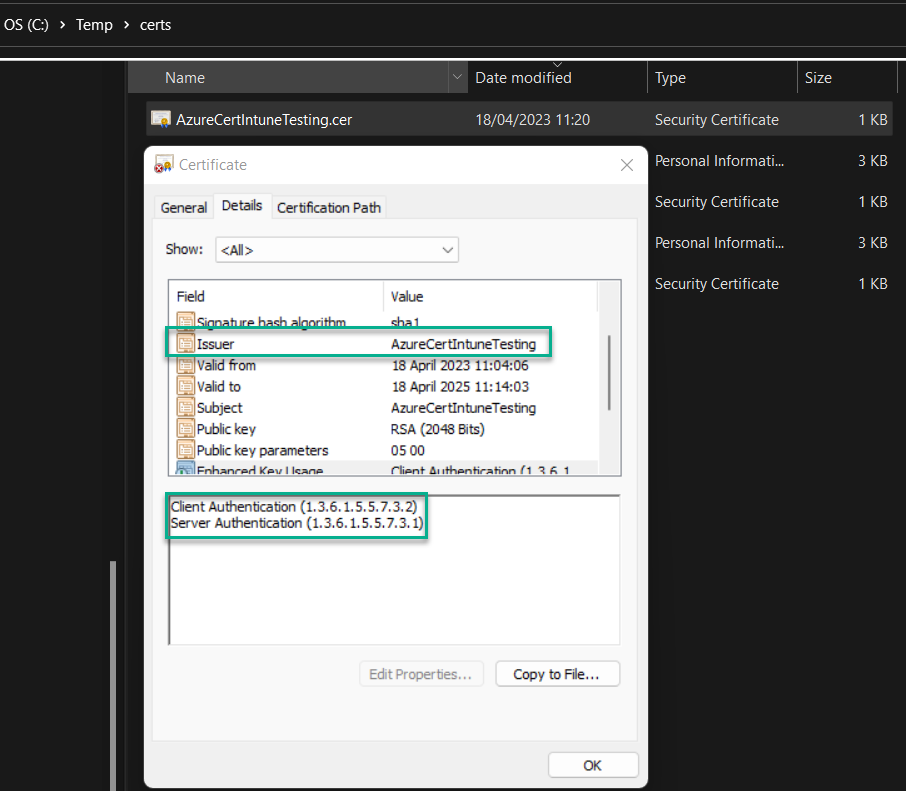 OS (C:) > Temp > certs
Name Date modified Type Size
AzureCertIntuneTesting.cer 18/04/2023 11:20 Security Certificate 1 KB
Certificate
Personal Informati... 3 KB
General Details Certification Path
Security Certificate 1 KB
Show: <All>
Personal Informati... 3 KB
Security Certificate 1 KB
Field Value
Signature hash algorithm sha1
Issuer AzureCertIntuneTesting
Valid from 18 April 2023 11:04:06
Valid to 18 April 2025 11:14:03
Subject AzureCertIntuneTesting
Public key RSA (2048 Bits)
Public key parameters 05 00
Enhanced Key Usage Client Authentication (1.3.6.1
Client Authentication (1.3.6.1.5.5.7.3.2)
Server Authentication (1.3.6.1.5.5.7.3.1)
Edit Properties... Copy to File...
OK